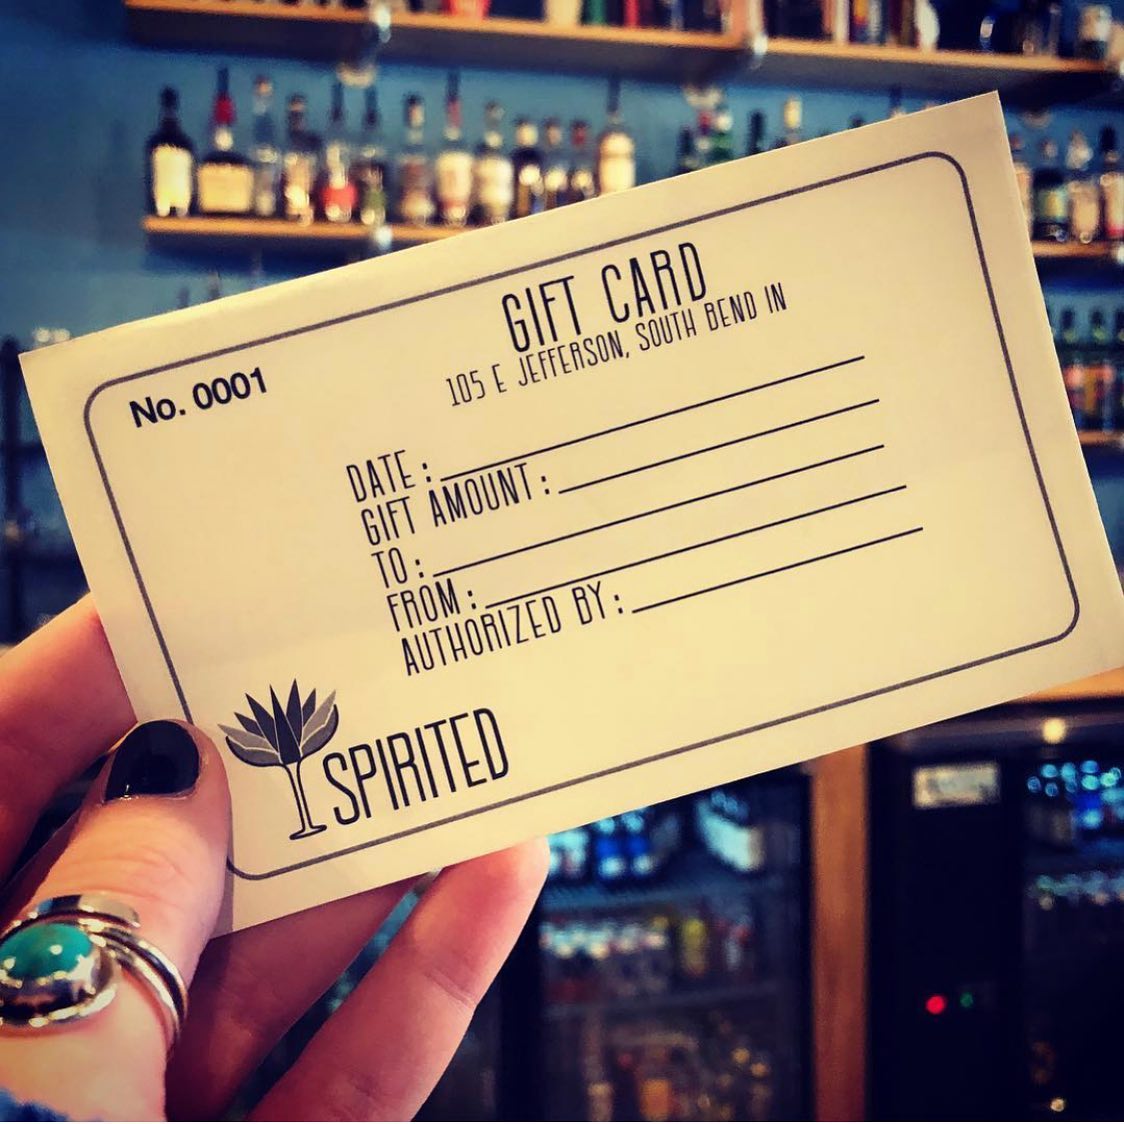 GIFT CARD
105 E JEFFERSON, SOUTH BEND IN
No. 0001
DATE :
GIFT AMOUNT :
TO :
FROM :
AUTHORIZED BY :
SPIRITED